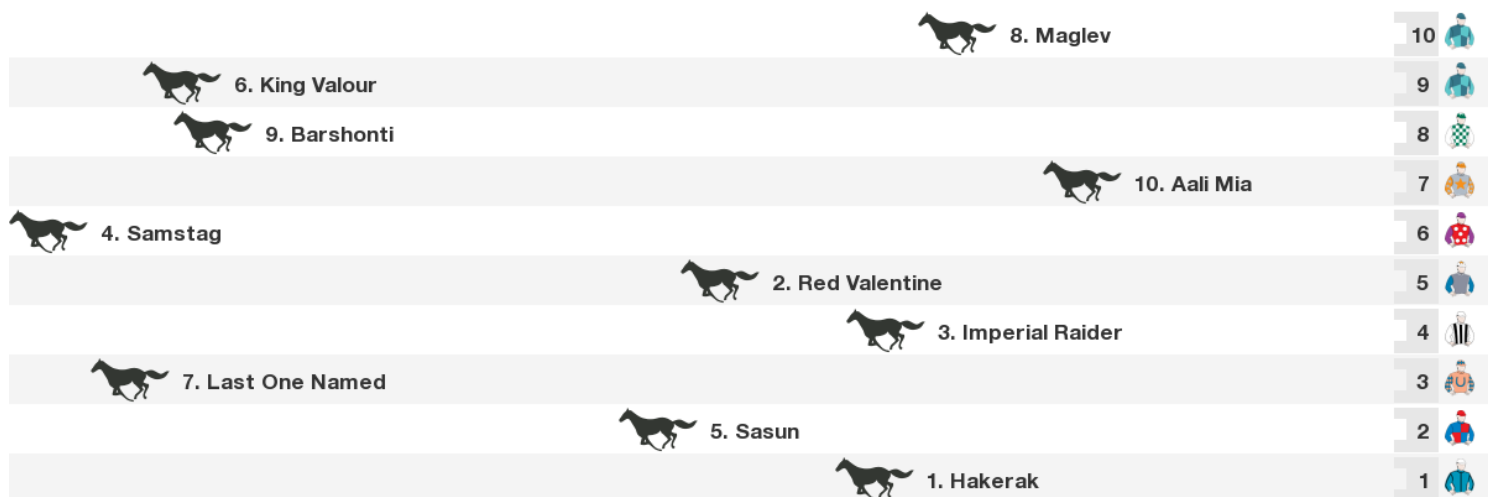 8. Maglev 10
6. King Valour 9
9. Barshonti 8
10. Aali Mia 7
4. Samstag 6
2. Red Valentine 5
3. Imperial Raider 4
7. Last One Named 3
5. Sasun 2
1. Hakerak 1